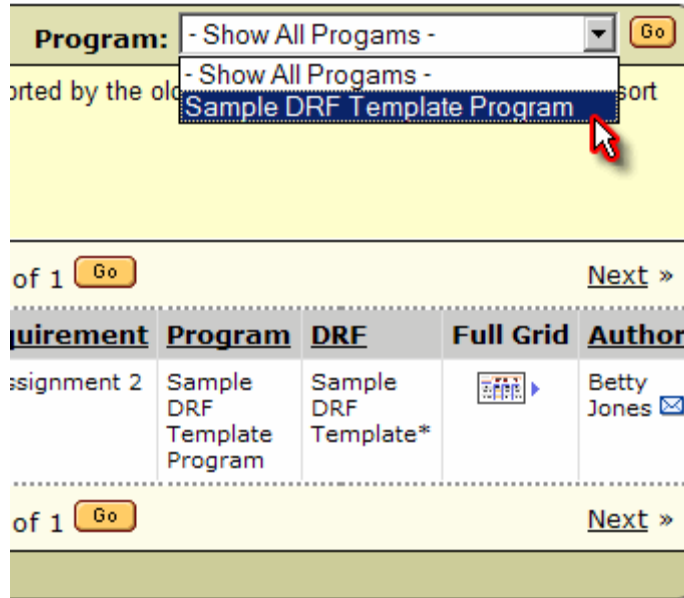 Program: - Show All Progams - Go
- Show All Progams -
orted by the old sort
Sample DRF Template Program
of 1 Go Next »
quirement Program DRF Full Grid Author
ssignment 2 Sample DRF Template Program Sample DRF Template* Betty Jones
of 1 Go Next »